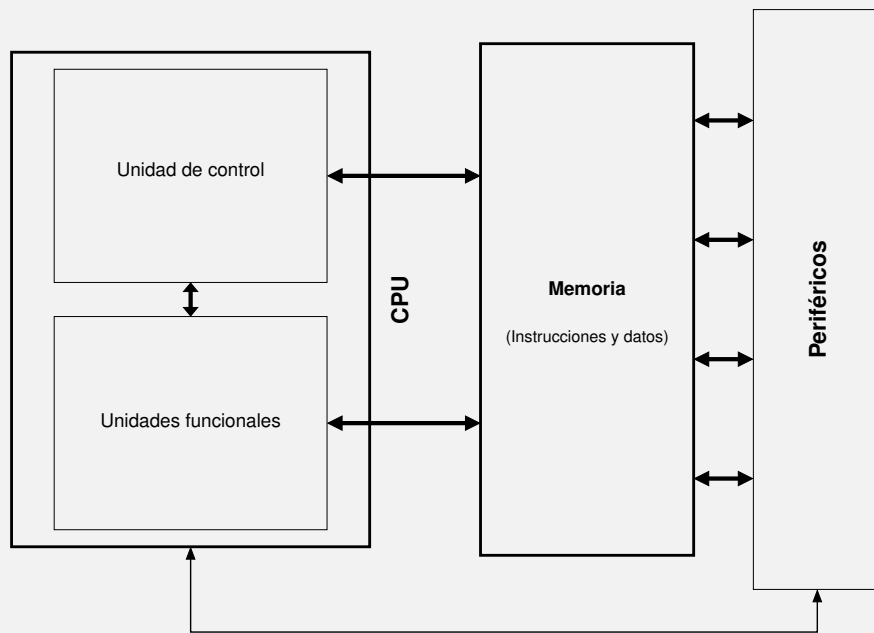 Unidad de control
Unidades funcionales
CPU
Memoria
(Instrucciones y datos)
Periféricos